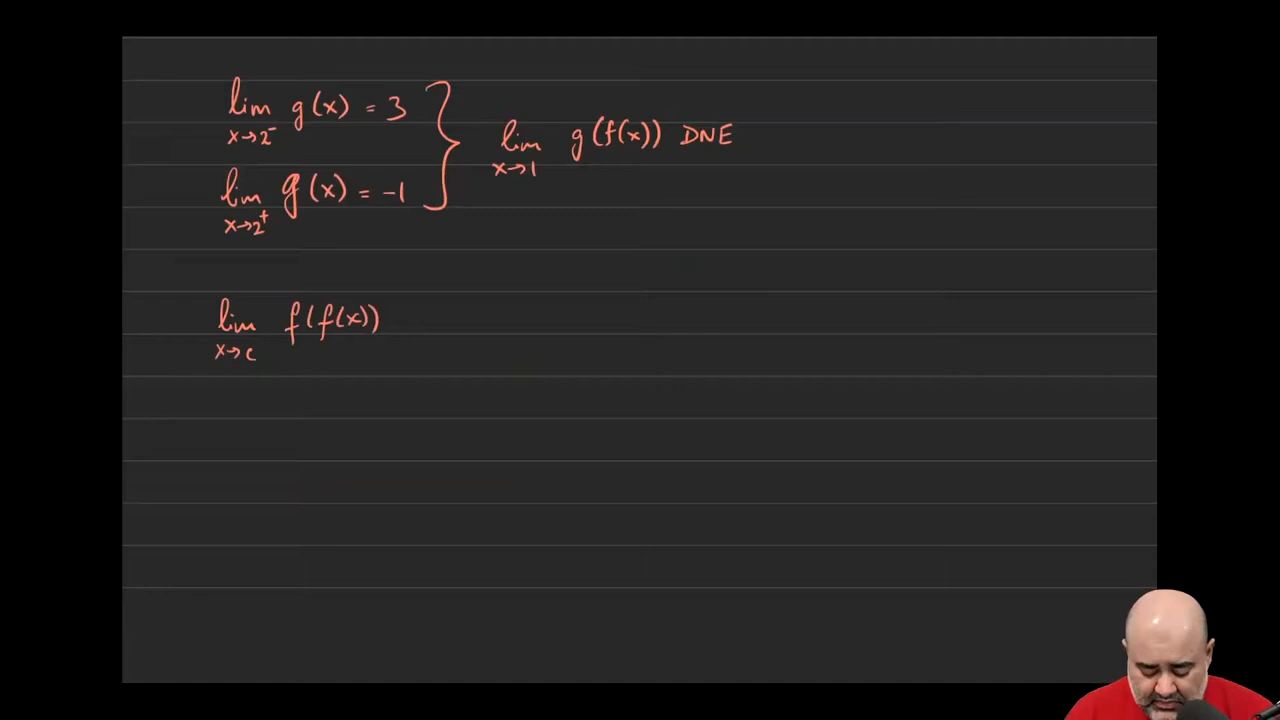 lim g(x) = 3
x→2⁻
lim g(f(x)) DNE
x→1
lim g(x) = -1
x→2⁺
lim f(f(x))
x→c